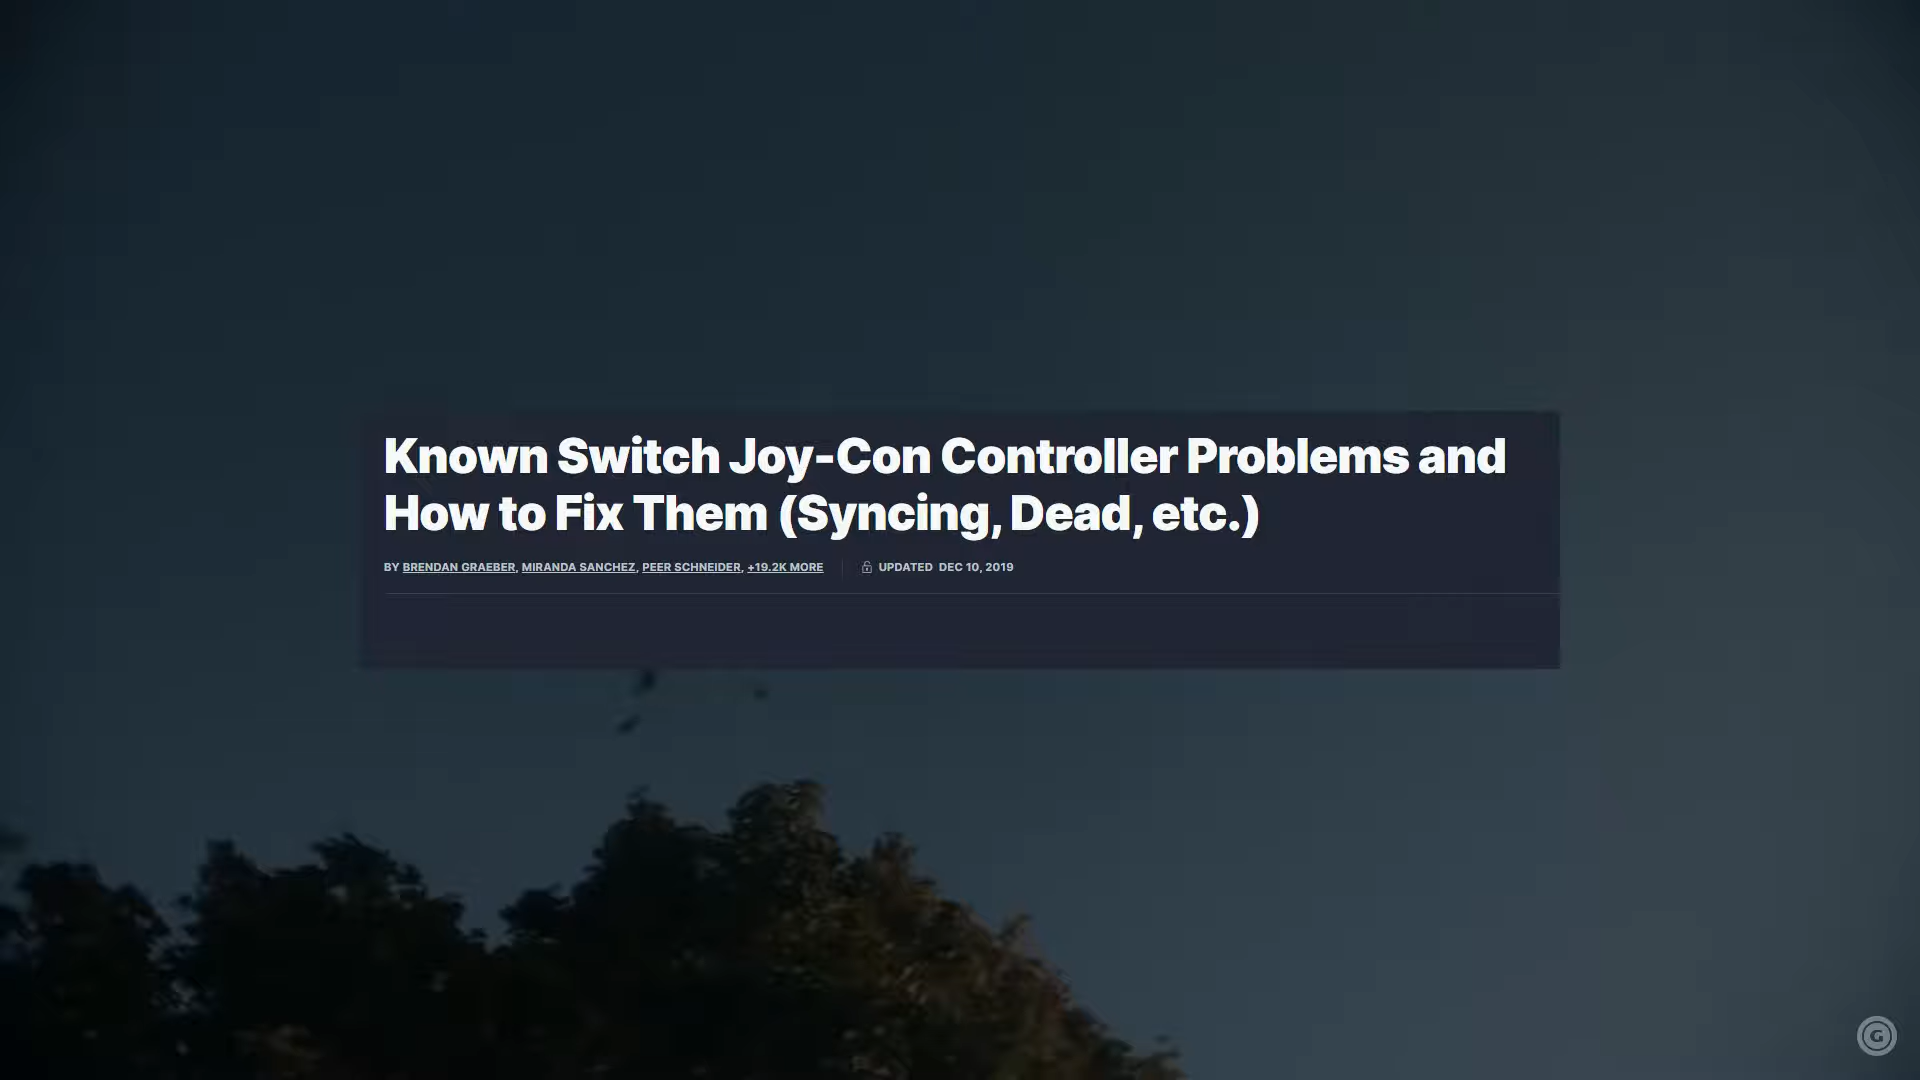 Known Switch Joy-Con Controller Problems and
How to Fix Them (Syncing, Dead, etc.)
BY BRENDAN GRAEBER, MIRANDA SANCHEZ, PEER SCHNEIDER, +19.2K MORE UPDATED DEC 10, 2019
G